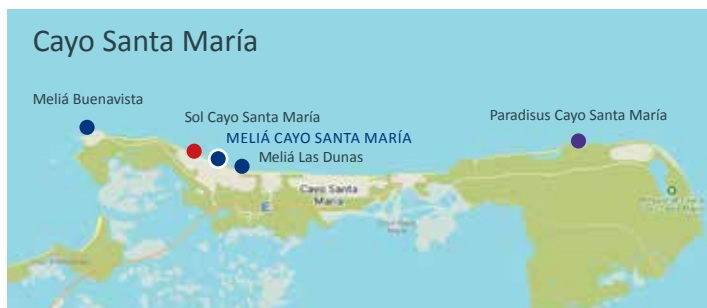 Cayo Santa María
Meliá Buenavista
Sol Cayo Santa María
MELIÁ CAYO SANTA MARÍA
Meliá Las Dunas
Paradisus Cayo Santa María
Cayo Santa
María
E